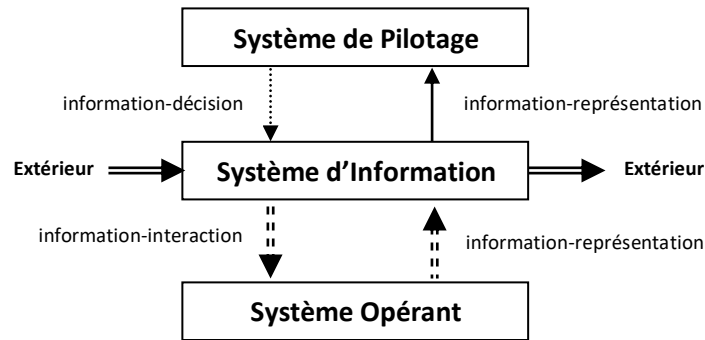 Système de Pilotage
information-décision
information-représentation
Extérieur
Système d’Information
Extérieur
information-interaction
information-représentation
Système Opérant